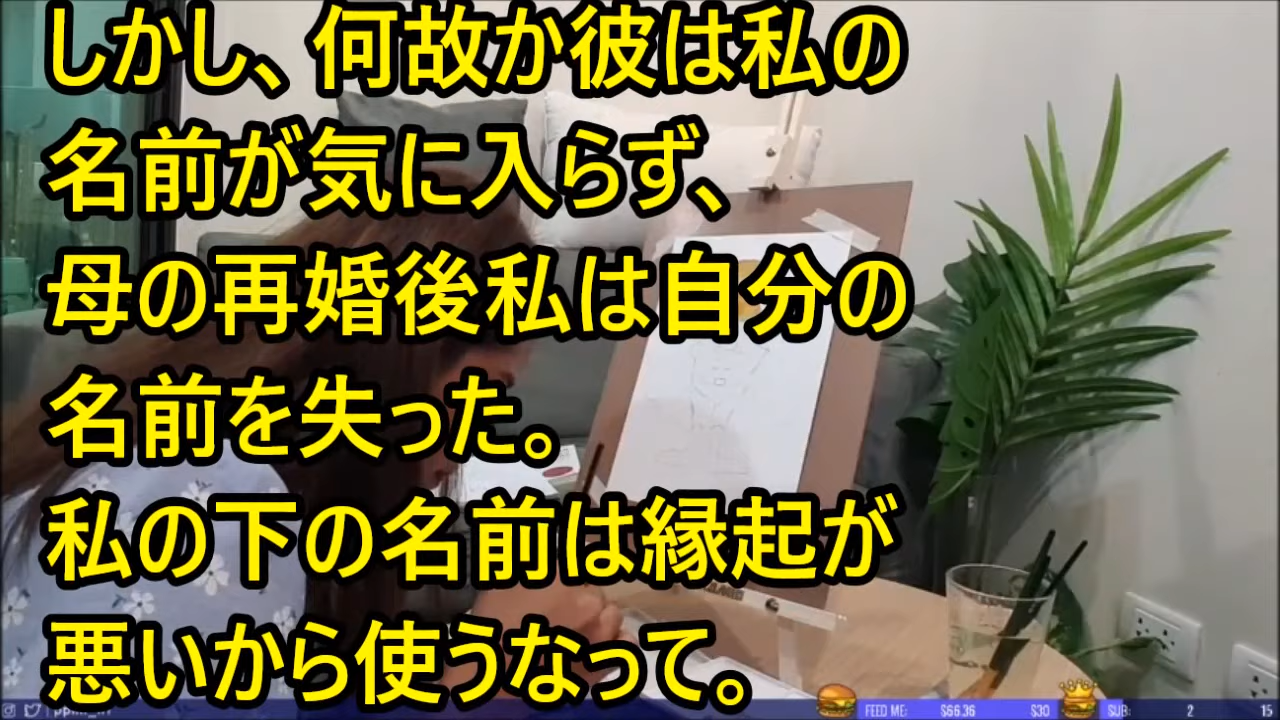 しかし、何故か彼は私の
名前が気に入らず、
母の再婚後私は自分の
名前を失った。
私の下の名前は縁起が
悪いから使うなって。
FEED ME: $66.36 $30 SUB: 2 15